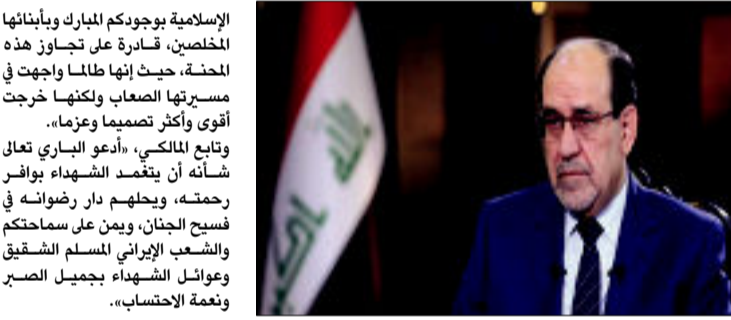 الإسلامية بوجودكم المبارك وبأبنائها
المخلصين، قادرة على تجاوز هذه
المحنة، حيث إنها طالما واجهت في
مسيرتها الصعاب ولكنها خرجت
أقوى وأكثر تصميما وعزما».
وتابع المالكي، «أدعو الباري تعالى
شأنه أن يتغمد الشهداء بوافر
رحمته، ويحلهم دار رضوانه في
فسيح الجنان، ويمن على سماحتكم
والشعب الإيراني المسلم الشقيق
وعوائل الشهداء بجميل الصبر
ونعمة الاحتساب».